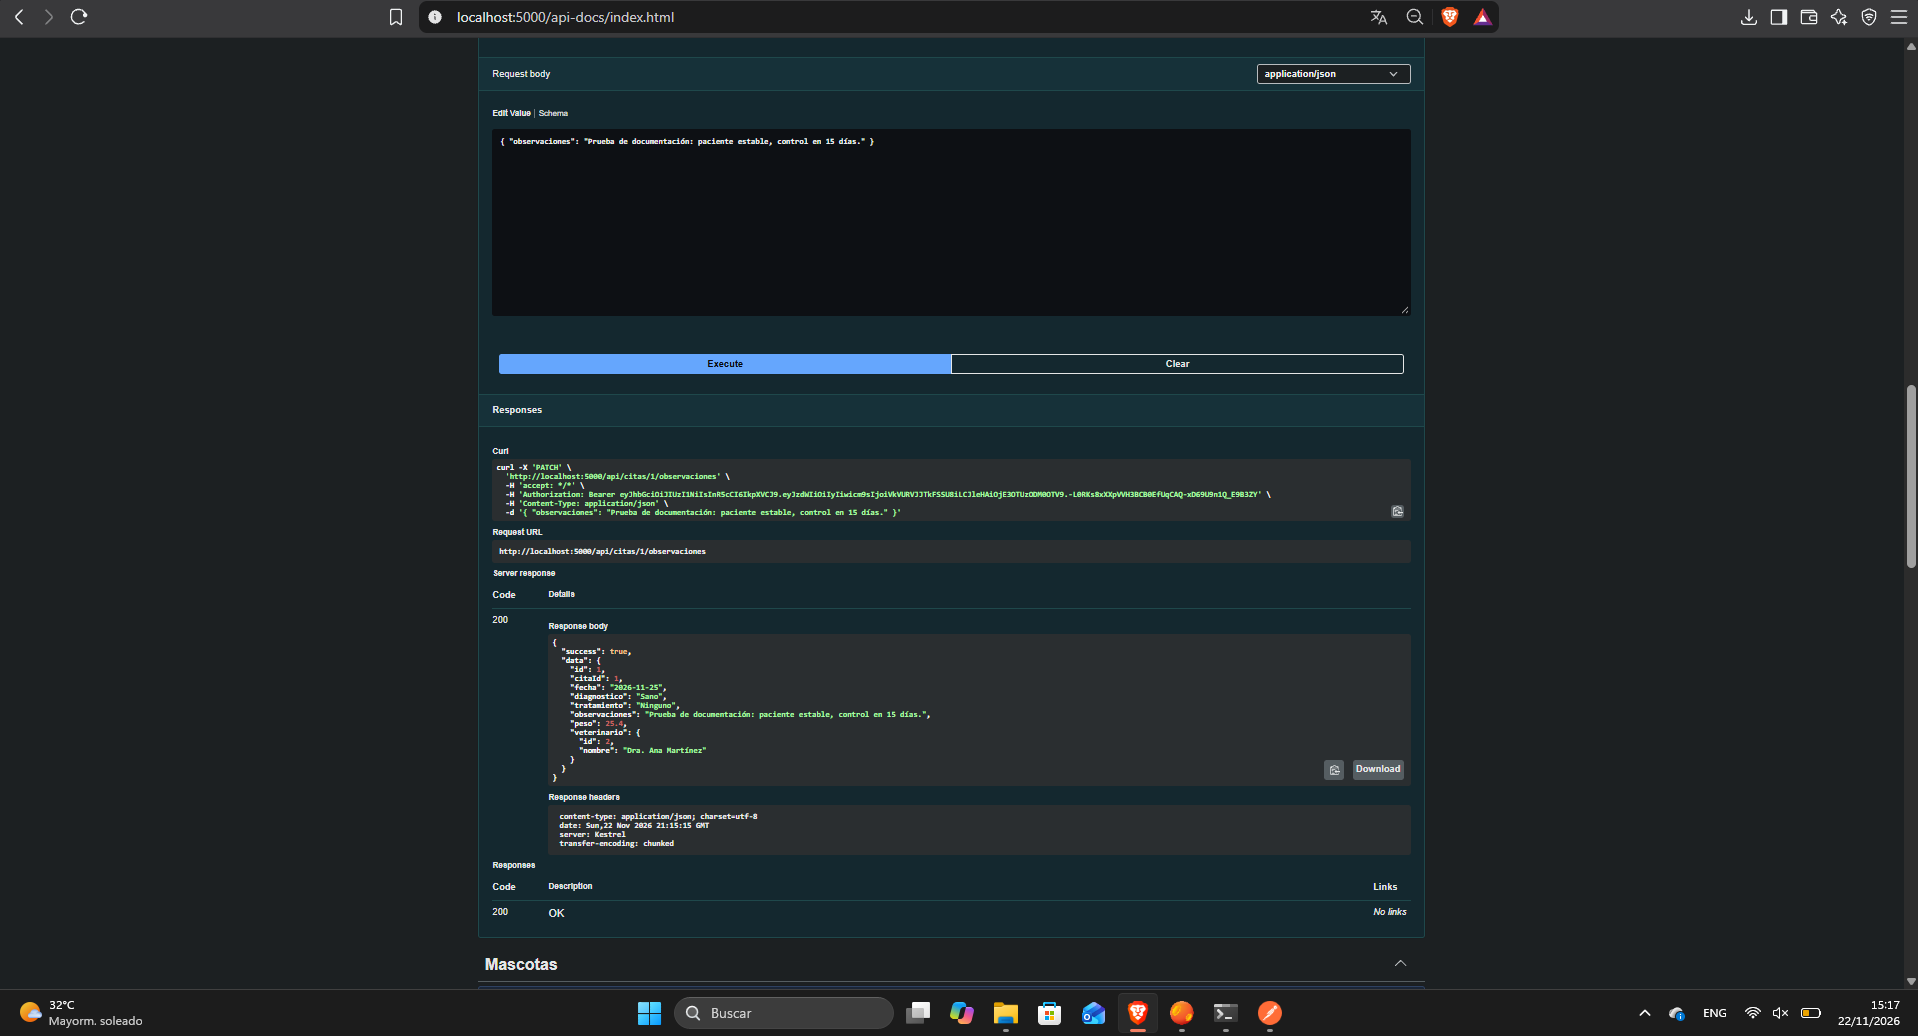 localhost:5000/api-docs/index.html
Request body
application/json
Edit Value | Schema
{ "observaciones": "Prueba de documentación: paciente estable, control en 15 días." }
Execute
Clear
Responses
Curl
curl -X 'PATCH' \
'http://localhost:5000/api/citas/1/observaciones' \
-H 'accept: */*' \
-H 'Authorization: Bearer
-H 'Content-Type: application/json' \
-d '{ "observaciones": "Prueba de documentación: paciente estable, control en 15 días." }'
Request URL
http://localhost:5000/api/citas/1/observaciones
Server response
Code
Details
200
Response body
{
"success": true,
"data": {
"id": 1,
"citaId": 1,
"fecha": "2026-11-25",
"diagnostico": "Sano",
"tratamiento": "Ninguno",
"observaciones": "Prueba de documentación: paciente estable, control en 15 días.",
"peso": 25.4,
"veterinario": {
"id": 2,
"nombre": "Dra. Ana Martínez"
}
}
}
Download
Response headers
content-type: application/json; charset=utf-8
date: Sun,22 Nov 2026 21:15:15 GMT
server: Kestrel
transfer-encoding: chunked
Responses
Code
Description
Links
200
OK
No links
Mascotas
32°C
Mayorm. soleado
Buscar
ENG
15:17
22/11/2026